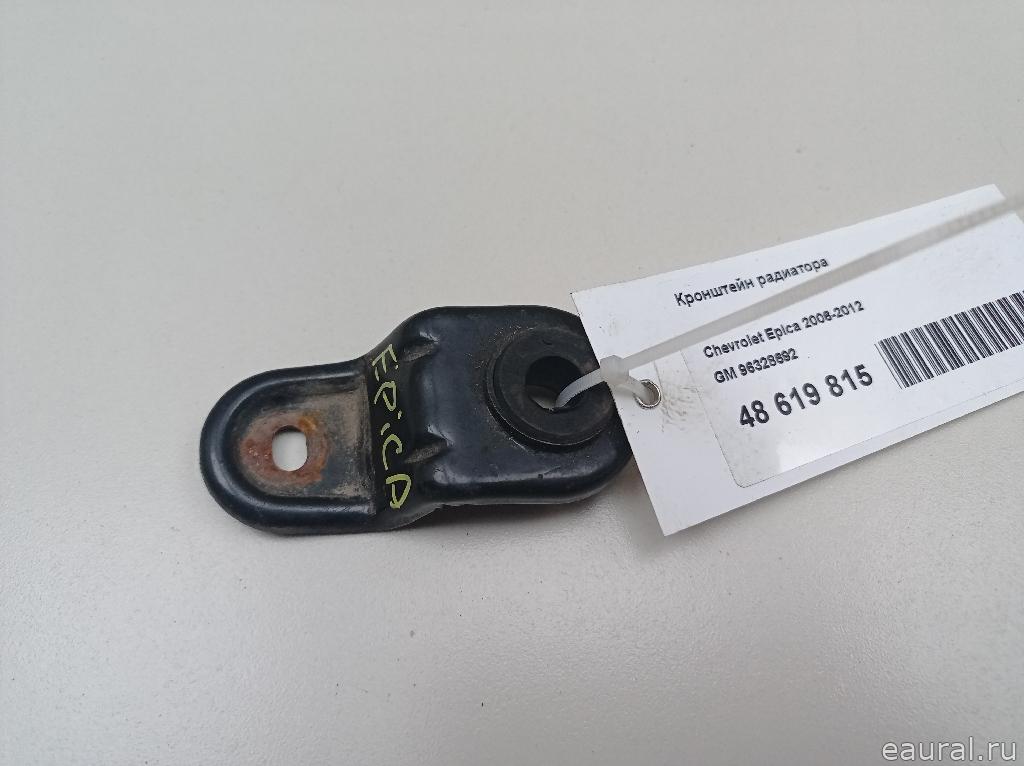 EPiCA
Кронштейн радиатора
Chevrolet Epica 2006-2012
GM 96328692
48 619 815
eaural.ru